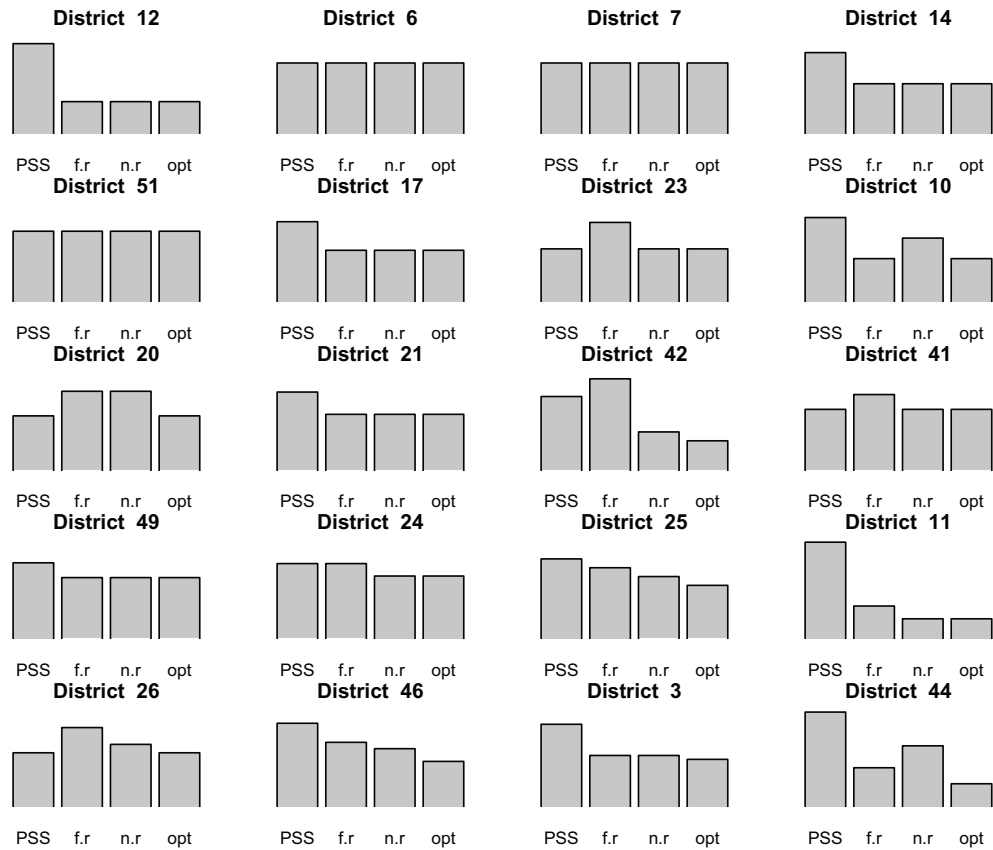 District 12 District 6 District 7 District 14
PSS f.r n.r opt PSS f.r n.r opt PSS f.r n.r opt PSS f.r n.r opt
District 51 District 17 District 23 District 10
PSS f.r n.r opt PSS f.r n.r opt PSS f.r n.r opt PSS f.r n.r opt
District 20 District 21 District 42 District 41
PSS f.r n.r opt PSS f.r n.r opt PSS f.r n.r opt PSS f.r n.r opt
District 49 District 24 District 25 District 11
PSS f.r n.r opt PSS f.r n.r opt PSS f.r n.r opt PSS f.r n.r opt
District 26 District 46 District 3 District 44
PSS f.r n.r opt PSS f.r n.r opt PSS f.r n.r opt PSS f.r n.r opt